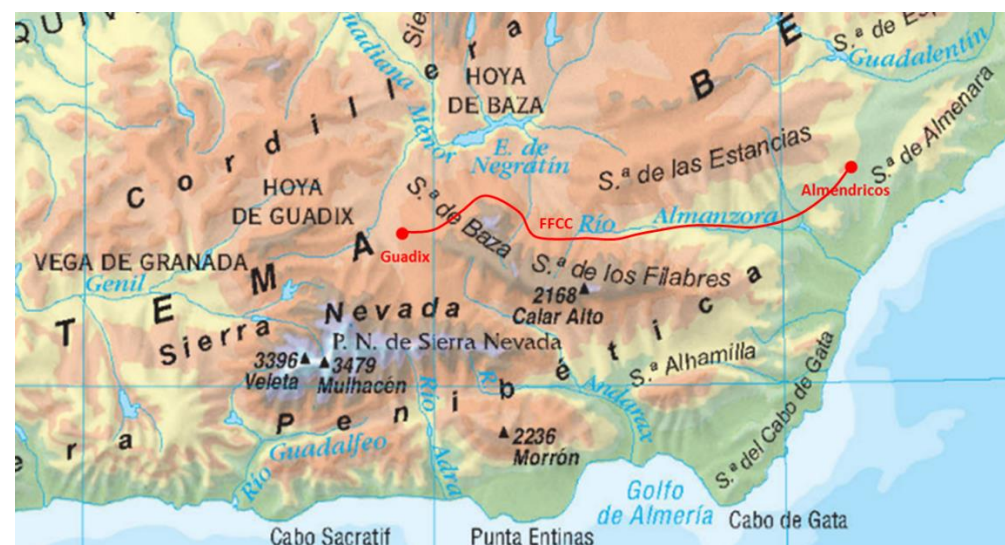 QUIV
Guadiana Menor
Sie
S.ª de Esp
Guadalentín
HOYA
DE BAZA
E. de
Negratín
Cordillera
B E
S.ª de Almenara
S.ª de las Estancias
Almendricos
HOYA
DE GUADIX
S.ª de Baza
FFCC
Río Almanzora
Guadix
VEGA DE GRANADA
Genil
T E M A
S.ª de los Filabres
2168
Calar Alto
Sierra Nevada
P. N. de Sierra Nevada
3396
Veleta
3479
Mulhacén
Penibética
S.ª Alhamilla
R. Andarax
Río Adra
S.ª del Cabo de Gata
era
Río Guadalfeo
2236
Morrón
Golfo
de Almería
Cabo de Gata
Cabo Sacratif
Punta Entinas